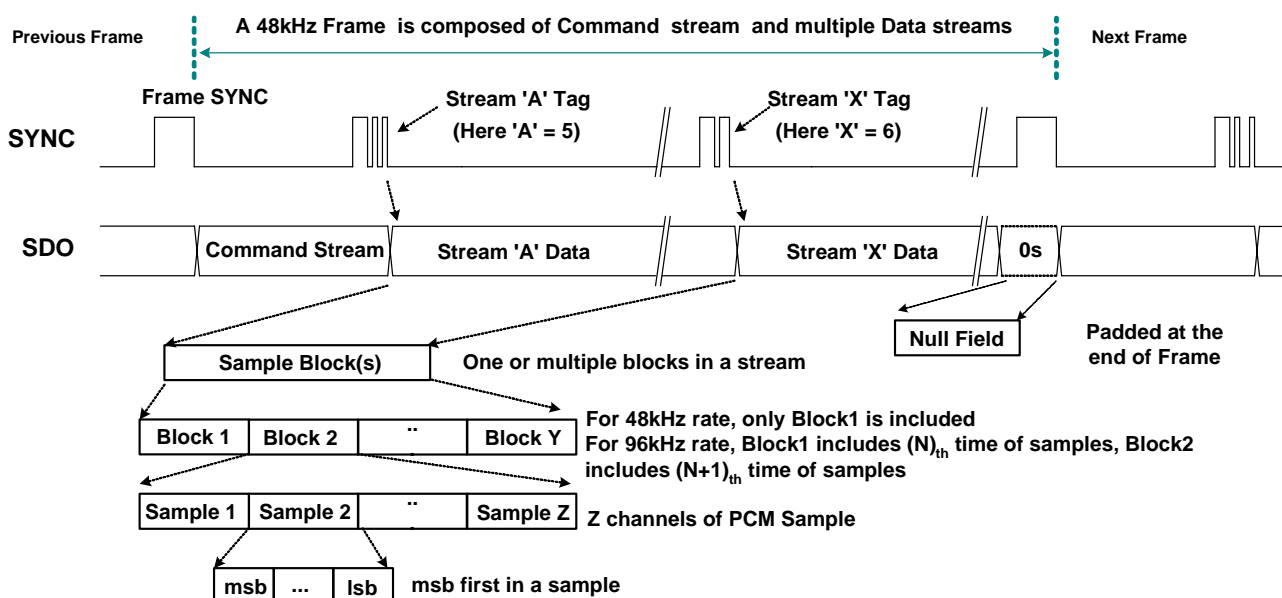 A 48kHz Frame is composed of Command stream and multiple Data streams
Previous Frame
Next Frame
Frame SYNC
Stream 'A' Tag
(Here 'A' = 5)
Stream 'X' Tag
(Here 'X' = 6)
SYNC
SDO
Command Stream
Stream 'A' Data
Stream 'X' Data
0s
Null Field
Padded at the
end of Frame
Sample Block(s)
One or multiple blocks in a stream
Block 1
Block 2
..
Block Y
For 48kHz rate, only Block1 is included
For 96kHz rate, Block1 includes (N)th time of samples, Block2
includes (N+1)th time of samples
Sample 1
Sample 2
..
Sample Z
Z channels of PCM Sample
msb
...
lsb
msb first in a sample